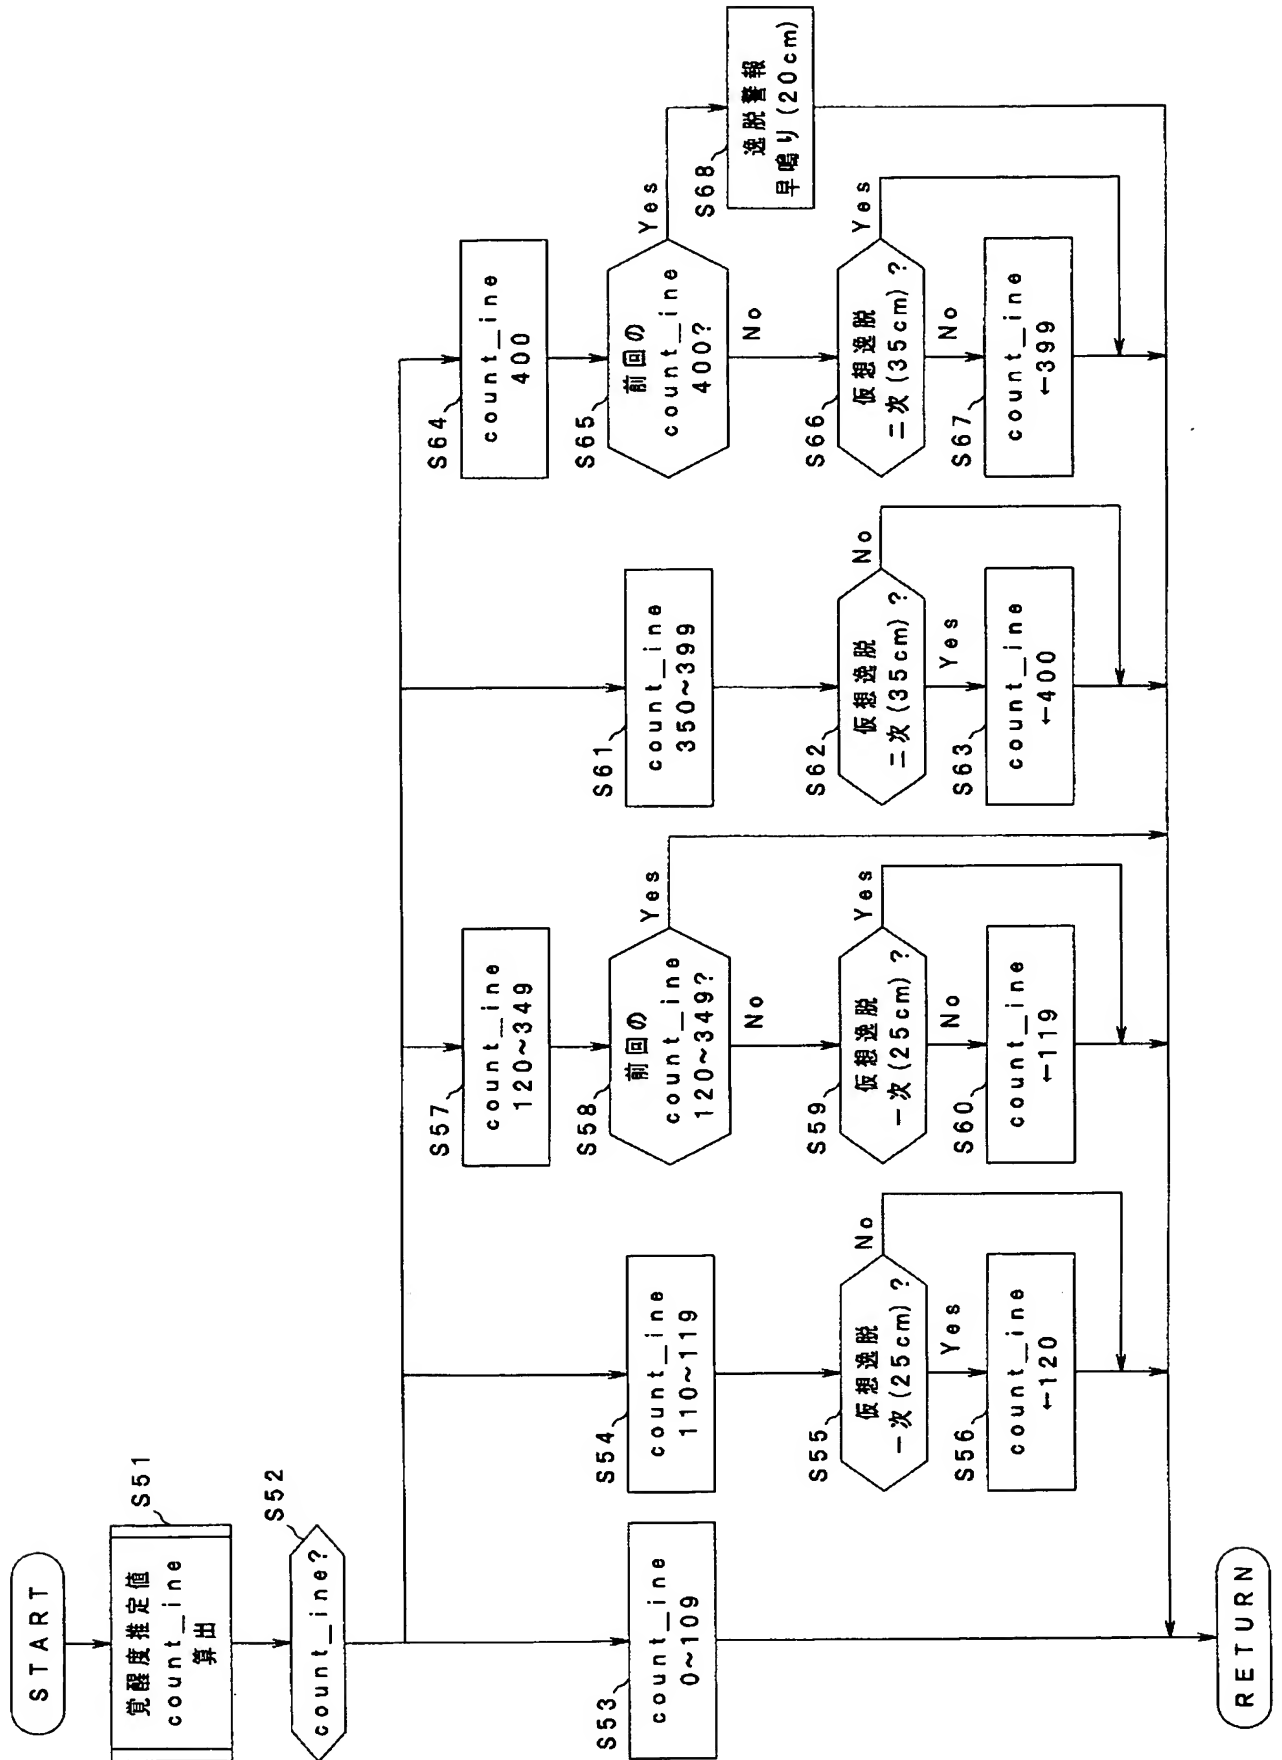 START
S51
覚醒度推定値
count_ine
算出
S52
count_ine?
S53
count_ine
0~109
S54
count_ine
110~119
S55
仮想逸脱
一次(25cm)?
No
Yes
S56
count_ine
←120
S57
count_ine
120~349
S58
前回の
count_ine
120~349?
Yes
No
S59
仮想逸脱
一次(25cm)?
Yes
No
S60
count_ine
←119
S61
count_ine
350~399
S62
仮想逸脱
二次(35cm)?
No
Yes
S63
count_ine
←400
S64
count_ine
400
S65
前回の
count_ine
400?
Yes
No
S66
仮想逸脱
二次(35cm)?
Yes
No
S67
count_ine
←399
S68
逸脱警報
早鳴り(20cm)
RETURN